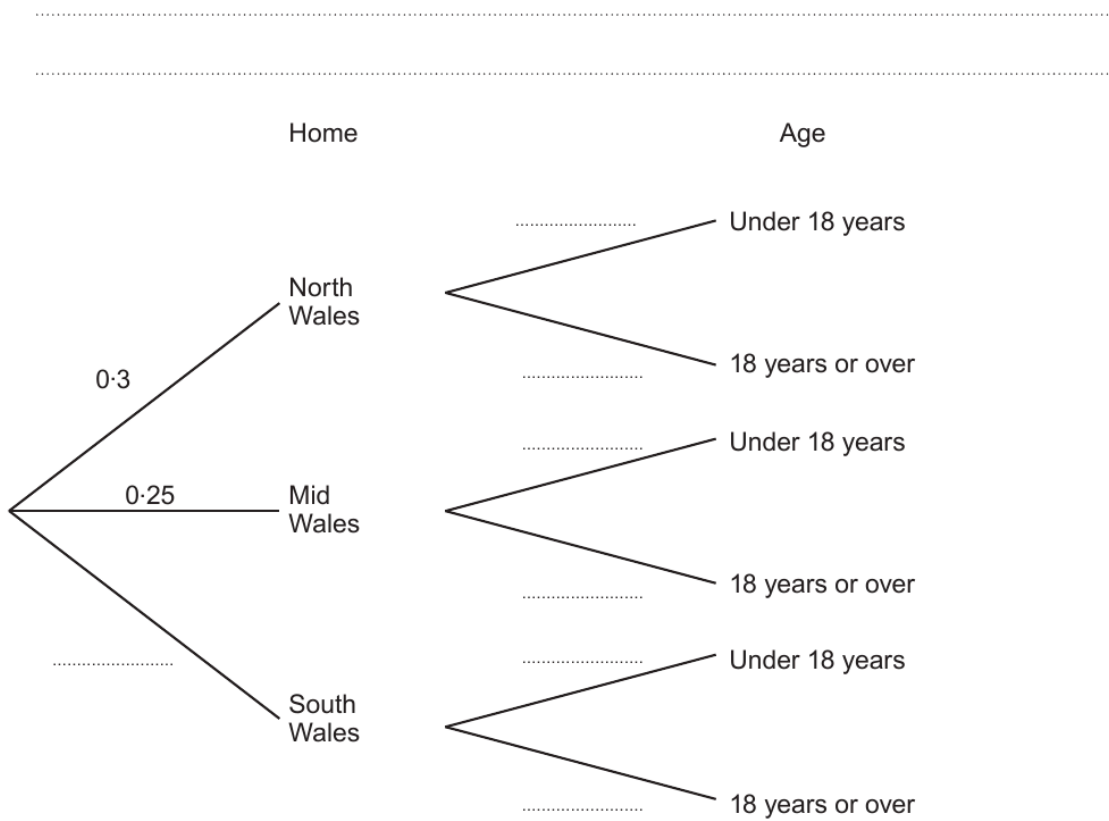 Home Age
Under 18 years
North
Wales
18 years or over
0·3
Under 18 years
0·25
Mid
Wales
18 years or over
Under 18 years
South
Wales
18 years or over